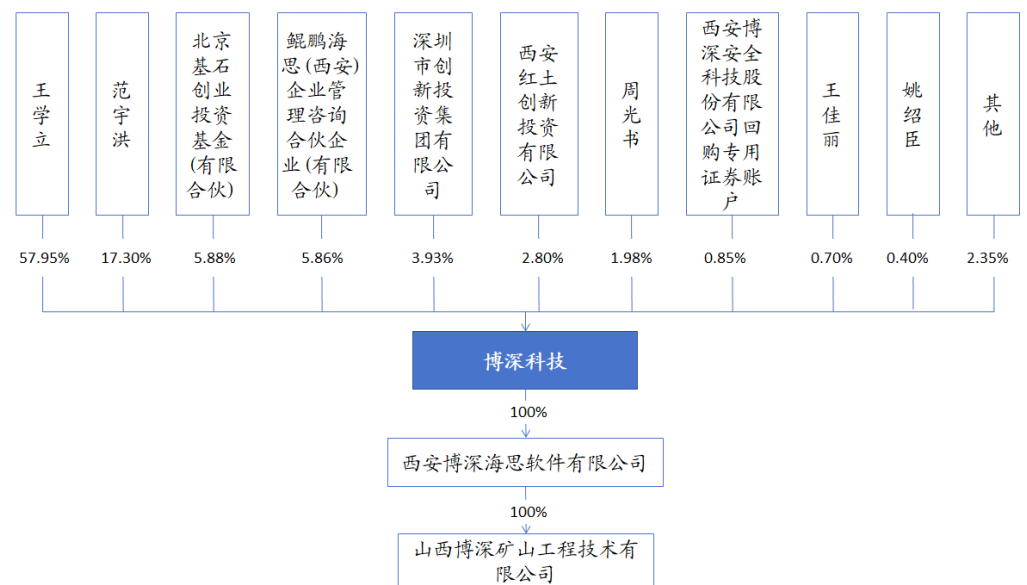 王
学
立
范
宇
洪
北京
基石
创业
投资
基金
(有限
合伙)
鲲鹏海
思(西安)
企业管
理咨询
合伙企
业(有限
合伙)
深圳
市创
新投
资集
团有
限公
司
西安
红土
创新
投资
有限
公司
周
光
书
西安博
深安全
科技股
份有限
公司回
购专用
证券账
户
王
佳
丽
姚
绍
臣
其
他
57.95%
17.30%
5.88%
5.86%
3.93%
2.80%
1.98%
0.85%
0.70%
0.40%
2.35%
博深科技
100%
西安博深海思软件有限公司
100%
山西博深矿山工程技术有
限公司